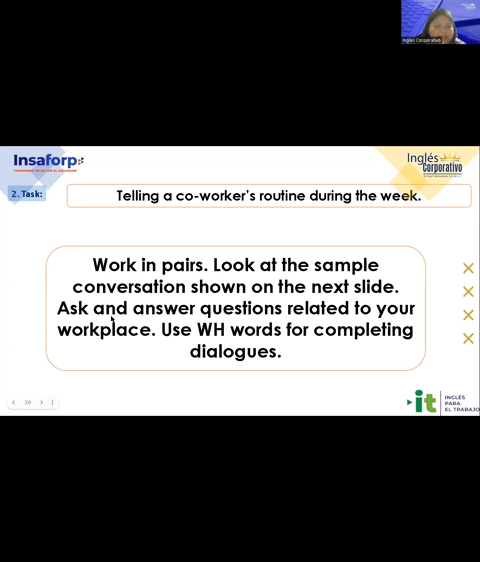 Inglés Corporativo
Insaforp
Inglés
Corporativo
2. Task:
Telling a co-worker's routine during the week.
Work in pairs. Look at the sample
conversation shown on the next slide.
Ask and answer questions related to your
workplace. Use WH words for completing
dialogues.
20
it
INGLÉS
PARA
EL TRABAJO